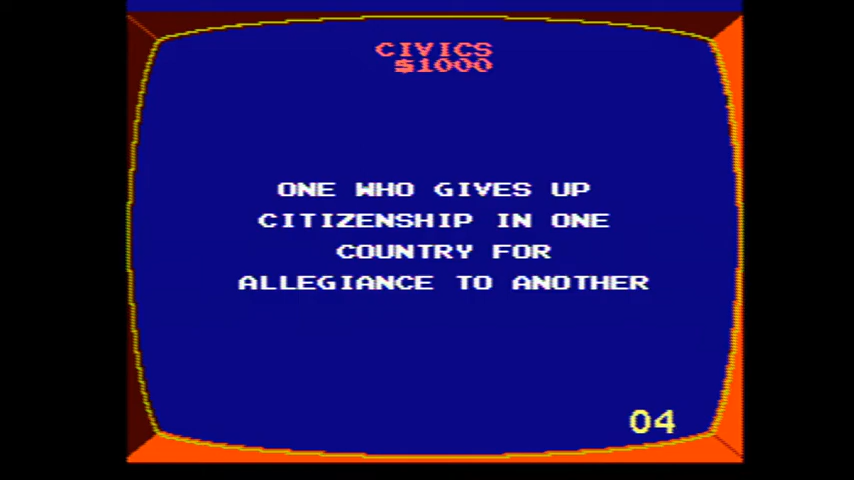 CIVICS
$1000
ONE WHO GIVES UP
CITIZENSHIP IN ONE
COUNTRY FOR
ALLEGIANCE TO ANOTHER
04